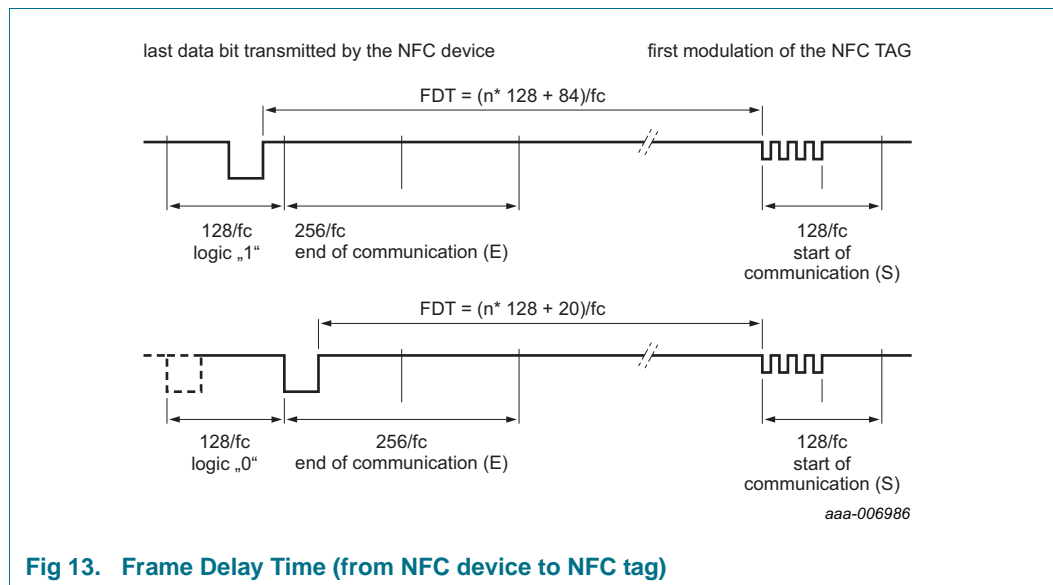 last data bit transmitted by the NFC device first modulation of the NFC TAG
FDT = (n* 128 + 84)/fc
128/fc 256/fc 128/fc
logic „1“ end of communication (E) start of
communication (S)
FDT = (n* 128 + 20)/fc
128/fc 256/fc 128/fc
logic „0“ end of communication (E) start of
communication (S)
aaa-006986
Fig 13. Frame Delay Time (from NFC device to NFC tag)